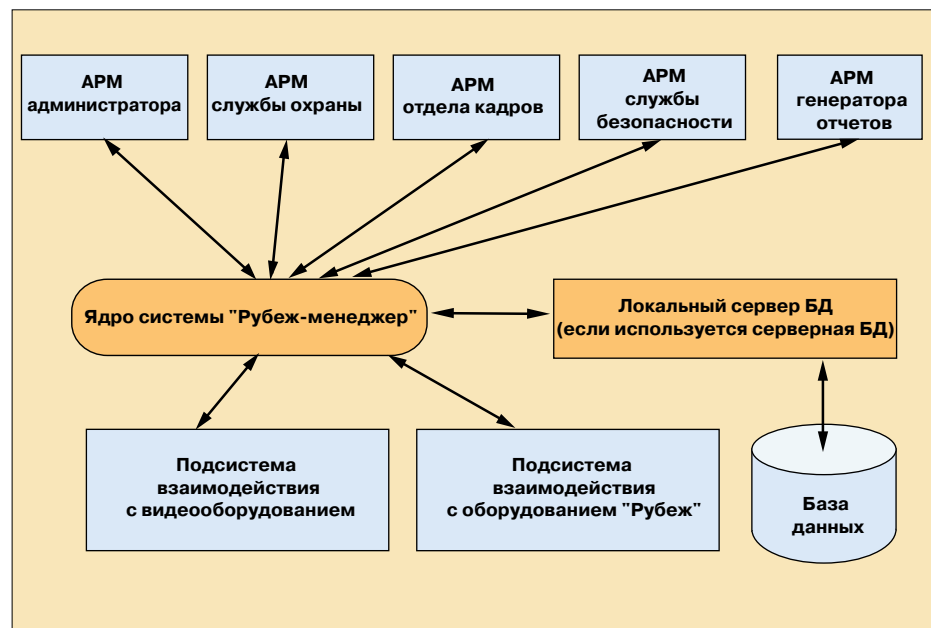 АРМ
администратора
АРМ
службы охраны
АРМ
отдела кадров
АРМ
службы
безопасности
АРМ
генератора
отчетов
Ядро системы "Рубеж-менеджер"
Локальный сервер БД
(если используется серверная БД)
Подсистема
взаимодействия
с видеооборудованием
Подсистема
взаимодействия
с оборудованием "Рубеж"
База
данных